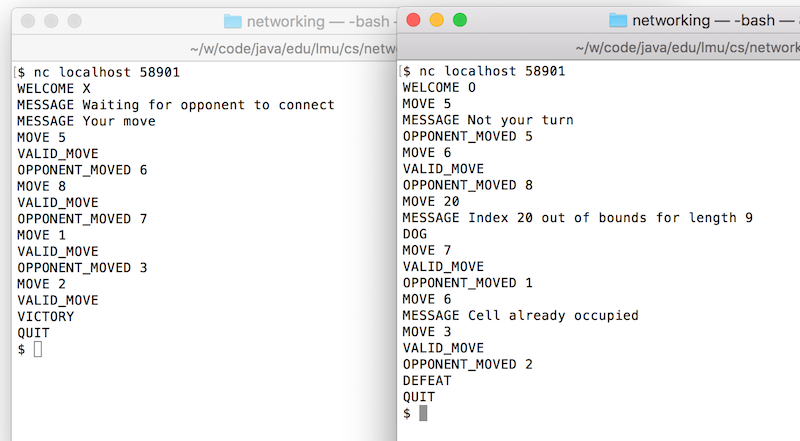 networking — -bash -
~/w/code/java/edu/lmu/cs/netw
$ nc localhost 58901
WELCOME X
MESSAGE Waiting for opponent to connect
MESSAGE Your move
MOVE 5
VALID_MOVE
OPPONENT_MOVED 6
MOVE 8
VALID_MOVE
OPPONENT_MOVED 7
MOVE 1
VALID_MOVE
OPPONENT_MOVED 3
MOVE 2
VALID_MOVE
VICTORY
QUIT
$
networking — -bash —
~/w/code/java/edu/lmu/cs/network
$ nc localhost 58901
WELCOME O
MOVE 5
MESSAGE Not your turn
OPPONENT_MOVED 5
MOVE 6
VALID_MOVE
OPPONENT_MOVED 8
MOVE 20
MESSAGE Index 20 out of bounds for length 9
DOG
MOVE 7
VALID_MOVE
OPPONENT_MOVED 1
MOVE 6
MESSAGE Cell already occupied
MOVE 3
VALID_MOVE
OPPONENT_MOVED 2
DEFEAT
QUIT
$